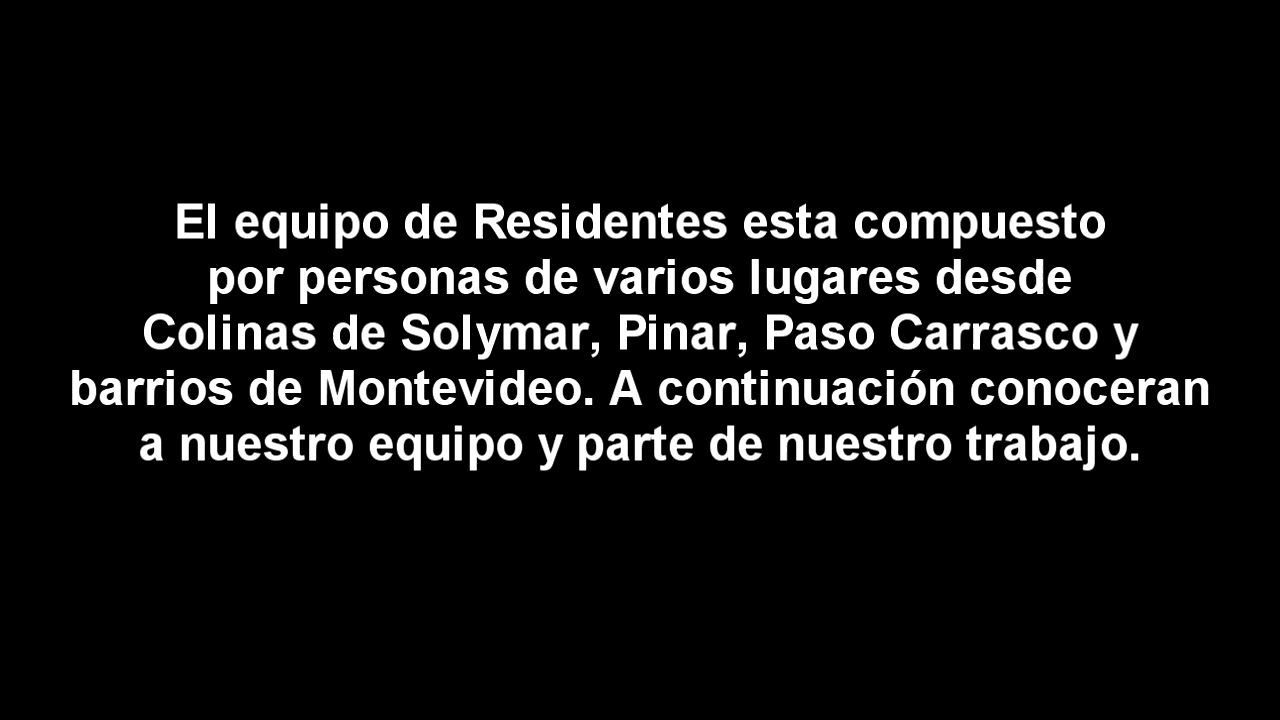 El equipo de Residentes esta compuesto
por personas de varios lugares desde
Colinas de Solymar, Pinar, Paso Carrasco y
barrios de Montevideo. A continuación conoceran
a nuestro equipo y parte de nuestro trabajo.